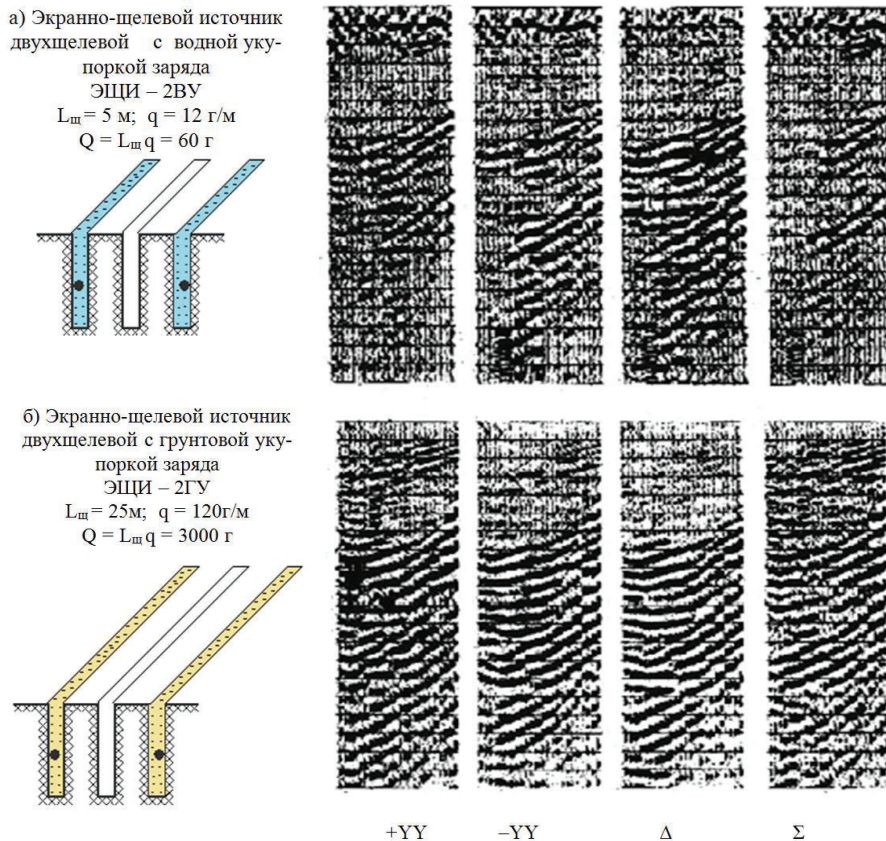 а) Экранно-щелевой источник
двухщелевой с водной уку-
поркой заряда
ЭЩИ – 2ВУ
Lщ = 5 м; q = 12 г/м
Q = Lщ q = 60 г
б) Экранно-щелевой источник
двухщелевой с грунтовой уку-
поркой заряда
ЭЩИ – 2ГУ
Lщ = 25м; q = 120г/м
Q = Lщ q = 3000 г
+YY –YY Δ Σ